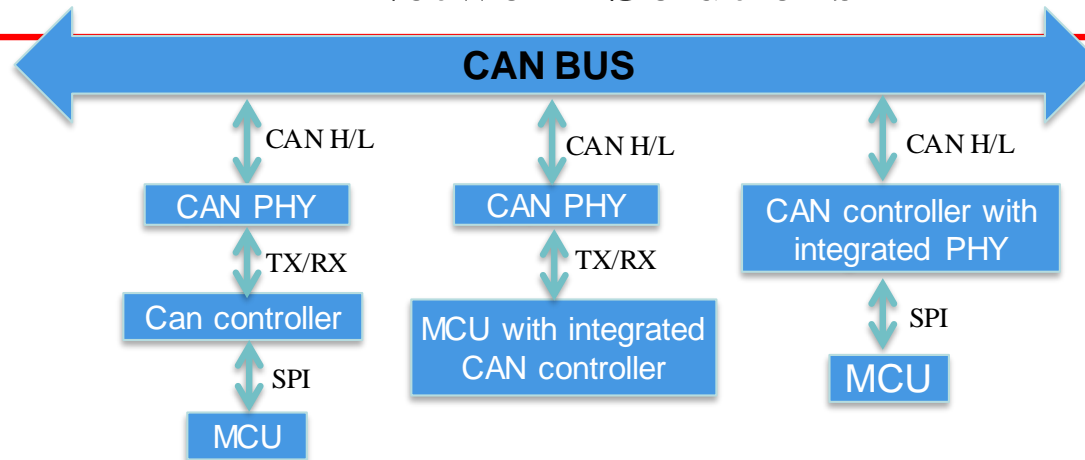 CAN BUS
CAN H/L
CAN H/L
CAN H/L
CAN PHY
CAN PHY
CAN controller with
integrated PHY
TX/RX
TX/RX
Can controller
MCU with integrated
CAN controller
SPI
SPI
MCU
MCU